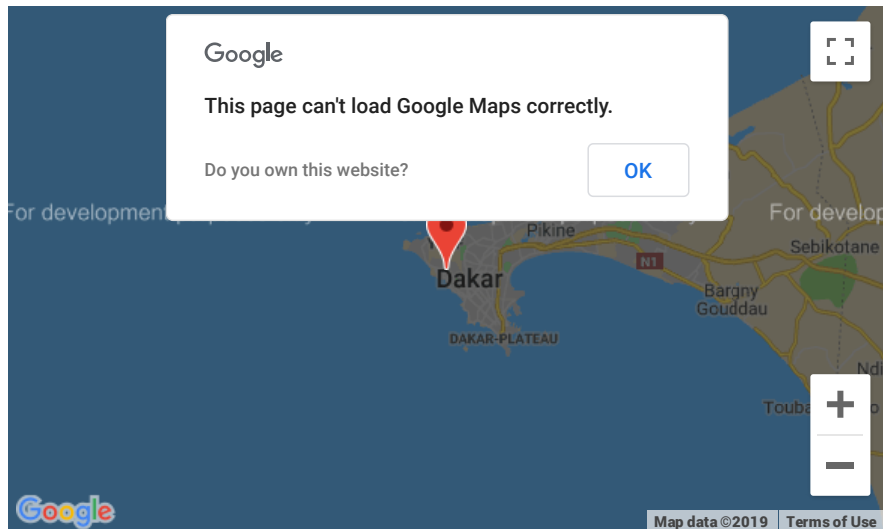 Google
This page can't load Google Maps correctly.
Do you own this website?
OK
For development
For develop
Pikine
Sebikotane
N1
Dakar
Bargny
Gouddau
DAKAR-PLATEAU
Ndi
Touba
Google
Map data ©2019
Terms of Use